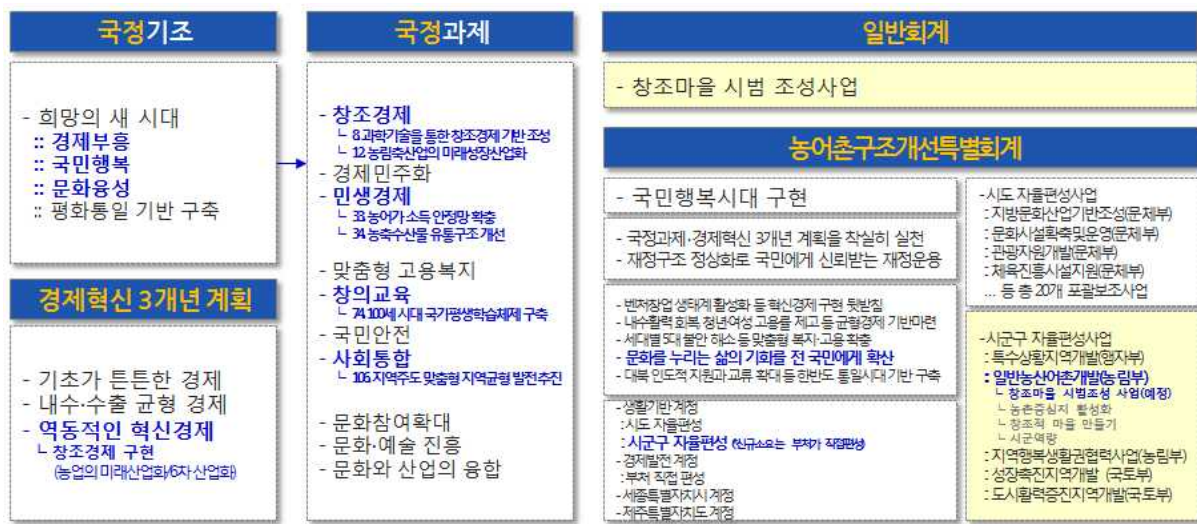 국정기조
- 희망의 새 시대
:: 경제부흥
:: 국민행복
:: 문화융성
:: 평화통일 기반 구축
경제혁신 3개년 계획
- 기초가 튼튼한 경제
- 내수·수출 균형 경제
- 역동적인 혁신경제
└ 창조경제 구현
(농업의 미래산업화/6차 산업화)
국정과제
- 창조경제
└ 8.과학기술을 통한 창조경제 기반 조성
└ 12.농림축산업의 미래성장산업화
- 경제민주화
- 민생경제
└ 33.농어가 소득 안정망 확충
└ 34.농축수산물 유통구조 개선
- 맞춤형 고용복지
- 창의교육
└ 74.100세 시대 국가평생학습체제 구축
- 국민안전
- 사회통합
└ 106.지역주도 맞춤형 지역균형 발전추진
- 문화참여확대
- 문화·예술 진흥
- 문화와 산업의 융합
일반회계
- 창조마을 시범 조성사업
농어촌구조개선특별회계
- 국민행복시대 구현
- 국정과제·경제혁신 3개년 계획을 착실히 실천
- 재정구조 정상화로 국민에게 신뢰받는 재정운용
- 벤처창업 생태계 활성화 등 혁신경제 구현 뒷받침
- 내수활력 회복, 청년·여성 고용률 제고 등 균형경제 기반마련
- 세대별 5대 불안 해소 등 맞춤형 복지·고용 확충
- 문화를 누리는 삶의 기회를 전 국민에게 확산
- 대북 인도적 지원과 교류 확대 등 한반도 통일시대 기반 구축
- 생활기반 계정
: 시도 자율편성
: 시군구 자율편성 (신규소요는 부처가 직접편성)
- 경제발전 계정
: 부처 직접 편성
- 세종특별자치시 계정
- 제주특별자치도 계정
- 시도 자율편성사업
: 지방문화산업기반조성(문체부)
: 문화시설확충및운영(문체부)
: 관광자원개발(문체부)
: 체육진흥시설지원(문체부)
… 등 총 20개 포괄보조사업
- 시군구 자율편성사업
: 특수상황지역개발(행자부)
: 일반농산어촌개발(농림부)
└ 창조마을 시범조성 사업(예정)
└ 농촌중심지 활성화
└ 창조적 마을 만들기
└ 시군역량
: 지역행복생활권협력사업(농림부)
: 성장촉진지역개발 (국토부)
: 도시활력증진지역개발(국토부)